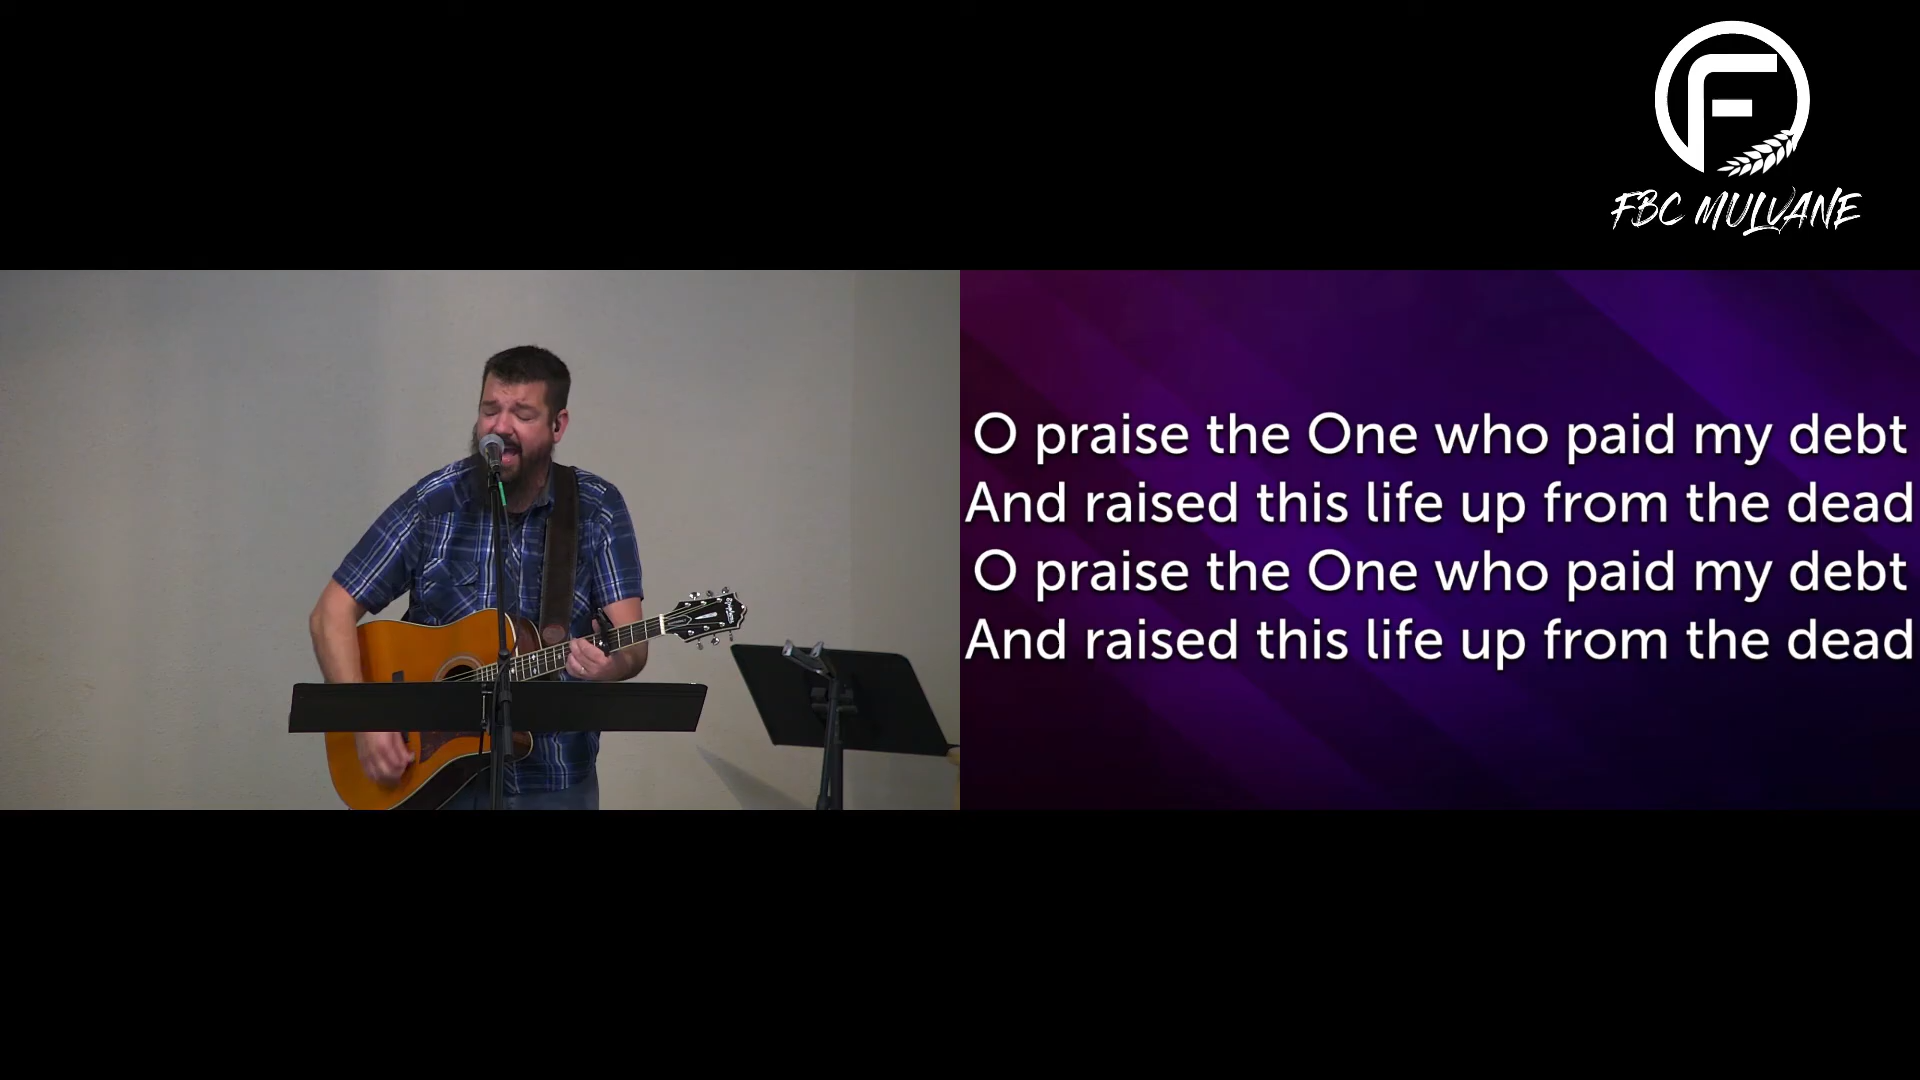 FBC MULVANE
O praise the One who paid my debt
And raised this life up from the dead
O praise the One who paid my debt
And raised this life up from the dead